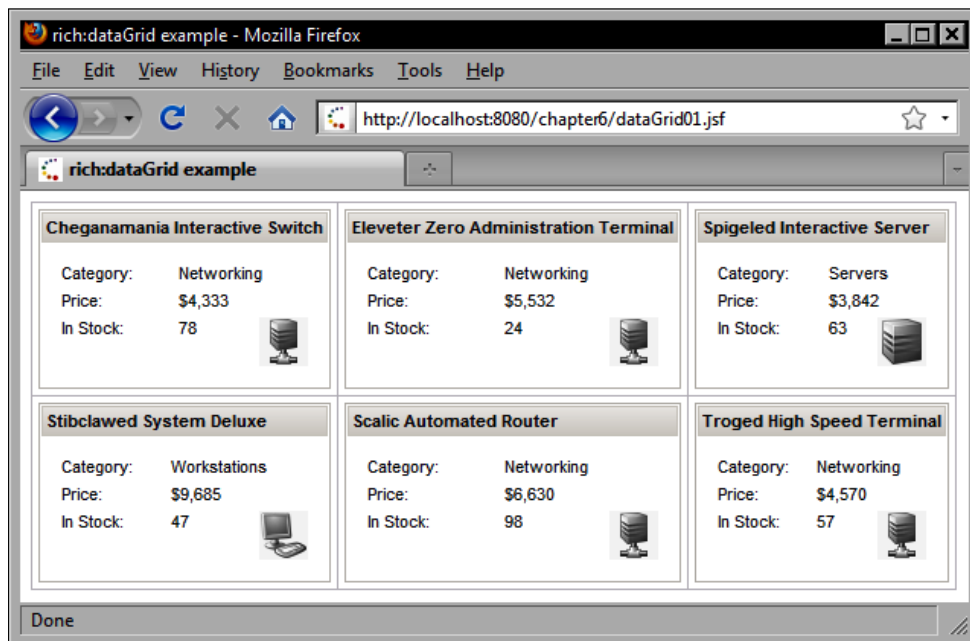 rich:dataGrid example - Mozilla Firefox
File Edit View History Bookmarks Tools Help
http://localhost:8080/chapter6/dataGrid01.jsf
rich:dataGrid example
Cheganamania Interactive Switch
Category: Networking
Price: $4,333
In Stock: 78
Eleveter Zero Administration Terminal
Category: Networking
Price: $5,532
In Stock: 24
Spigeled Interactive Server
Category: Servers
Price: $3,842
In Stock: 63
Stibclawed System Deluxe
Category: Workstations
Price: $9,685
In Stock: 47
Scalic Automated Router
Category: Networking
Price: $6,630
In Stock: 98
Troged High Speed Terminal
Category: Networking
Price: $4,570
In Stock: 57
Done